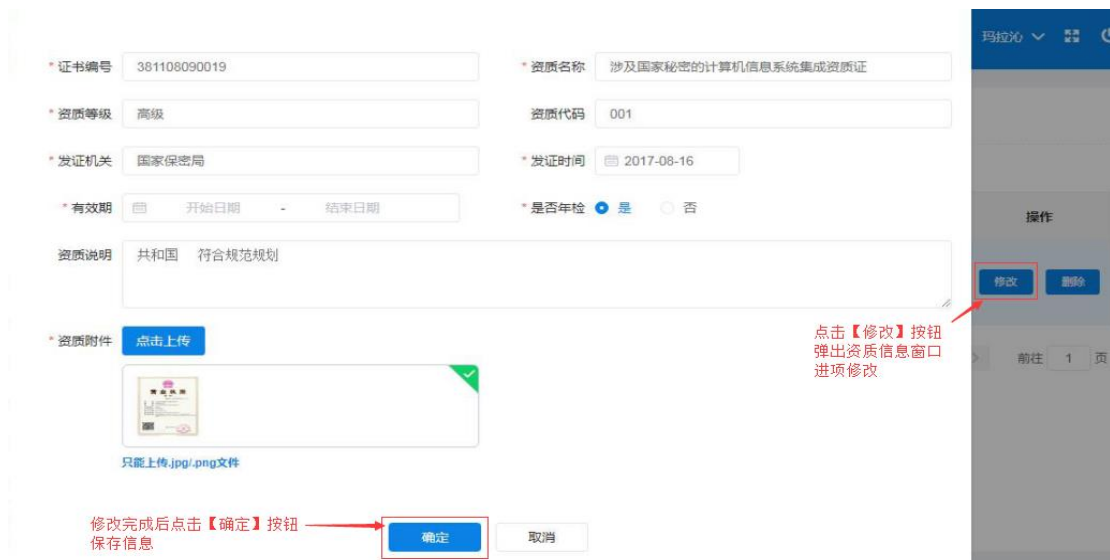 玛拉沁
* 证书编号 381108090019 * 资质名称 涉及国家秘密的计算机信息系统集成资质证
* 资质等级 高级 资质代码 001
* 发证机关 国家保密局 * 发证时间 2017-08-16
* 有效期 开始日期 - 结束日期 * 是否年检 是 否
操作
资质说明 共和国 符合规范规划
修改 删除
* 资质附件 点击上传
点击【修改】按钮
弹出资质信息窗口
进项修改
前往 1 页
营业执照
只能上传.jpg/.png文件
修改完成后点击【确定】按钮
保存信息
确定 取消